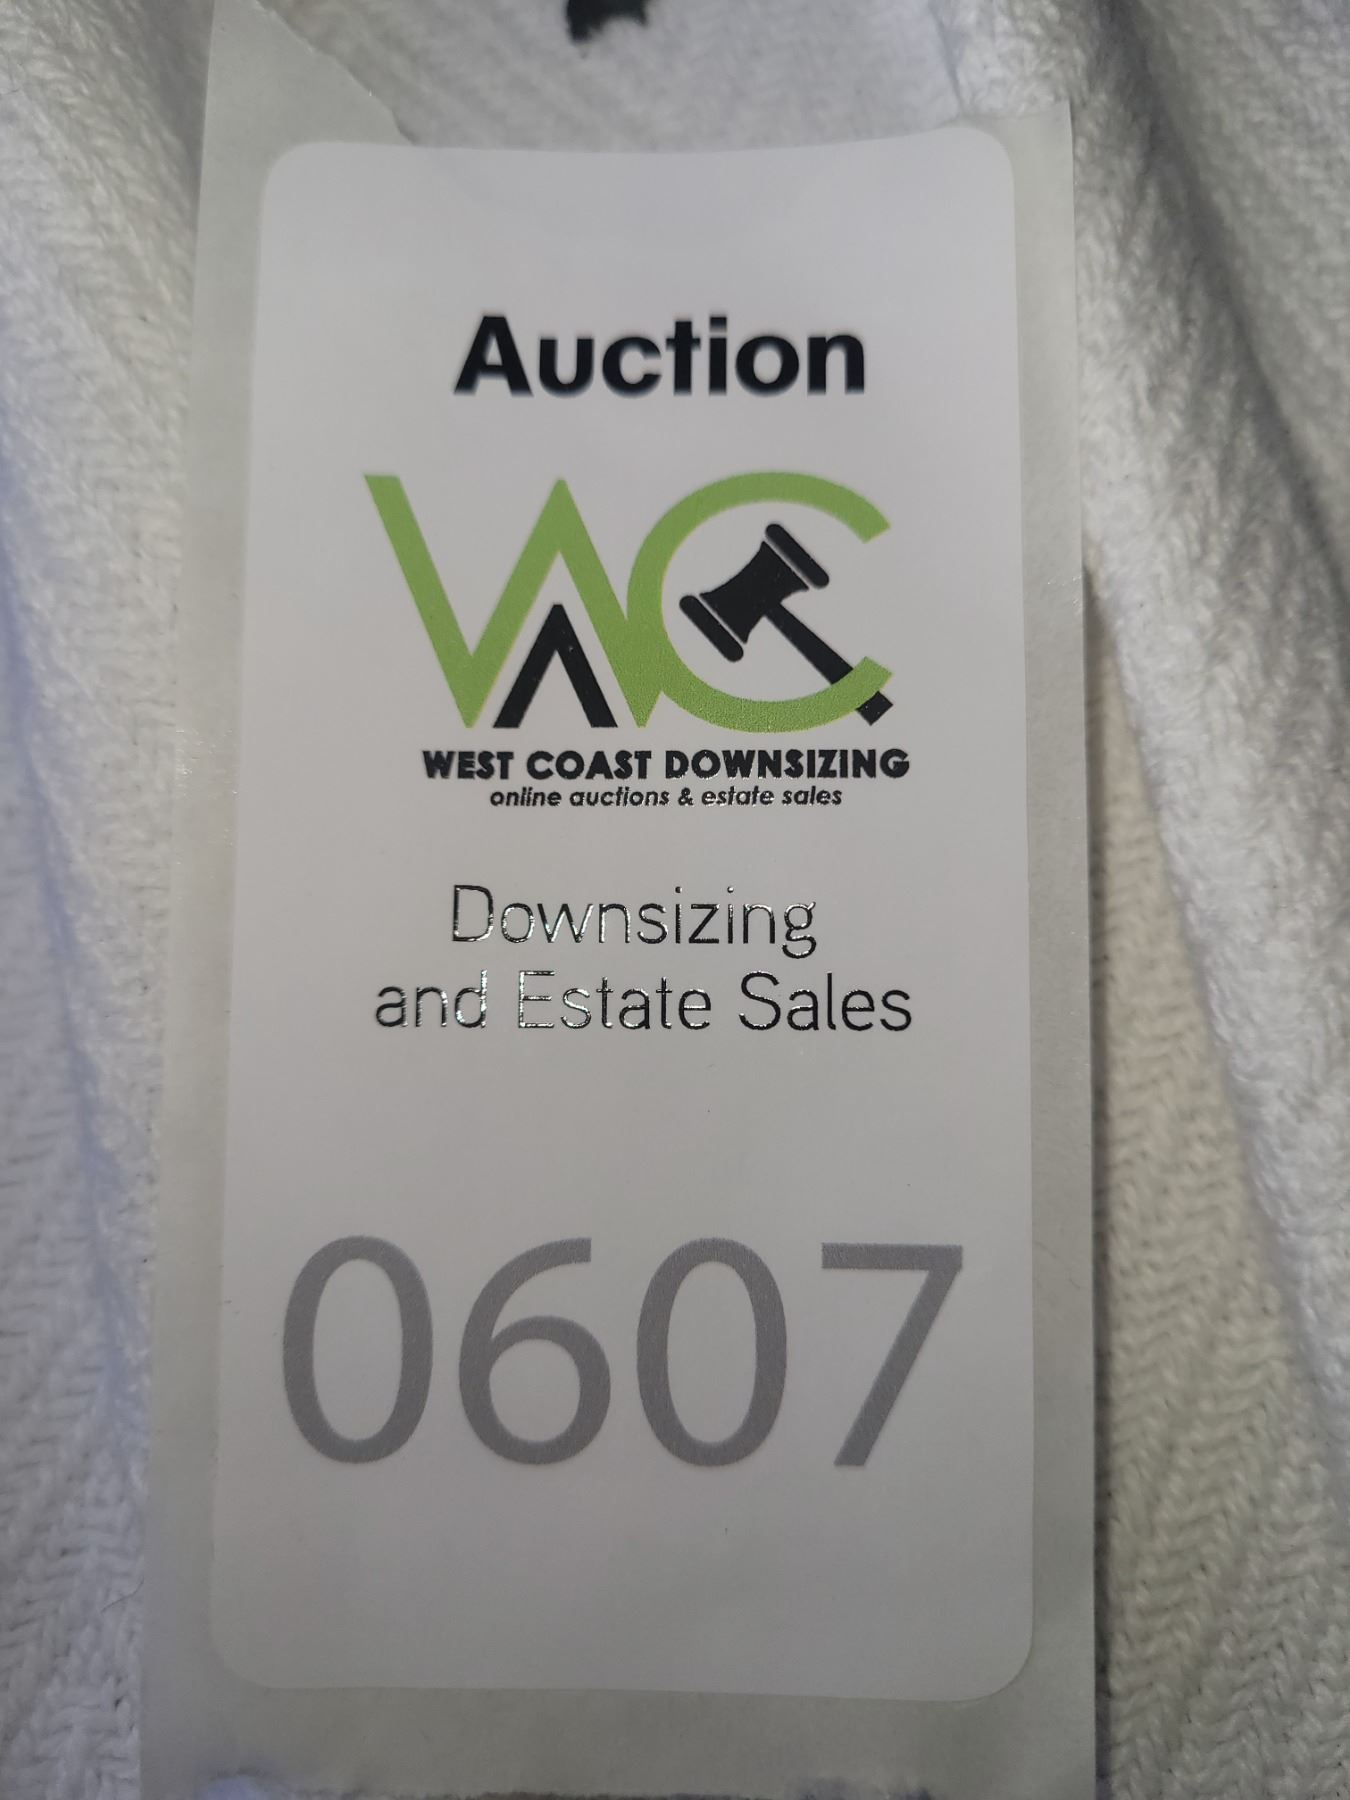 Auction
WC
WEST COAST DOWNSIZING
online auctions & estate sales
Downsizing
and Estate Sales
0607